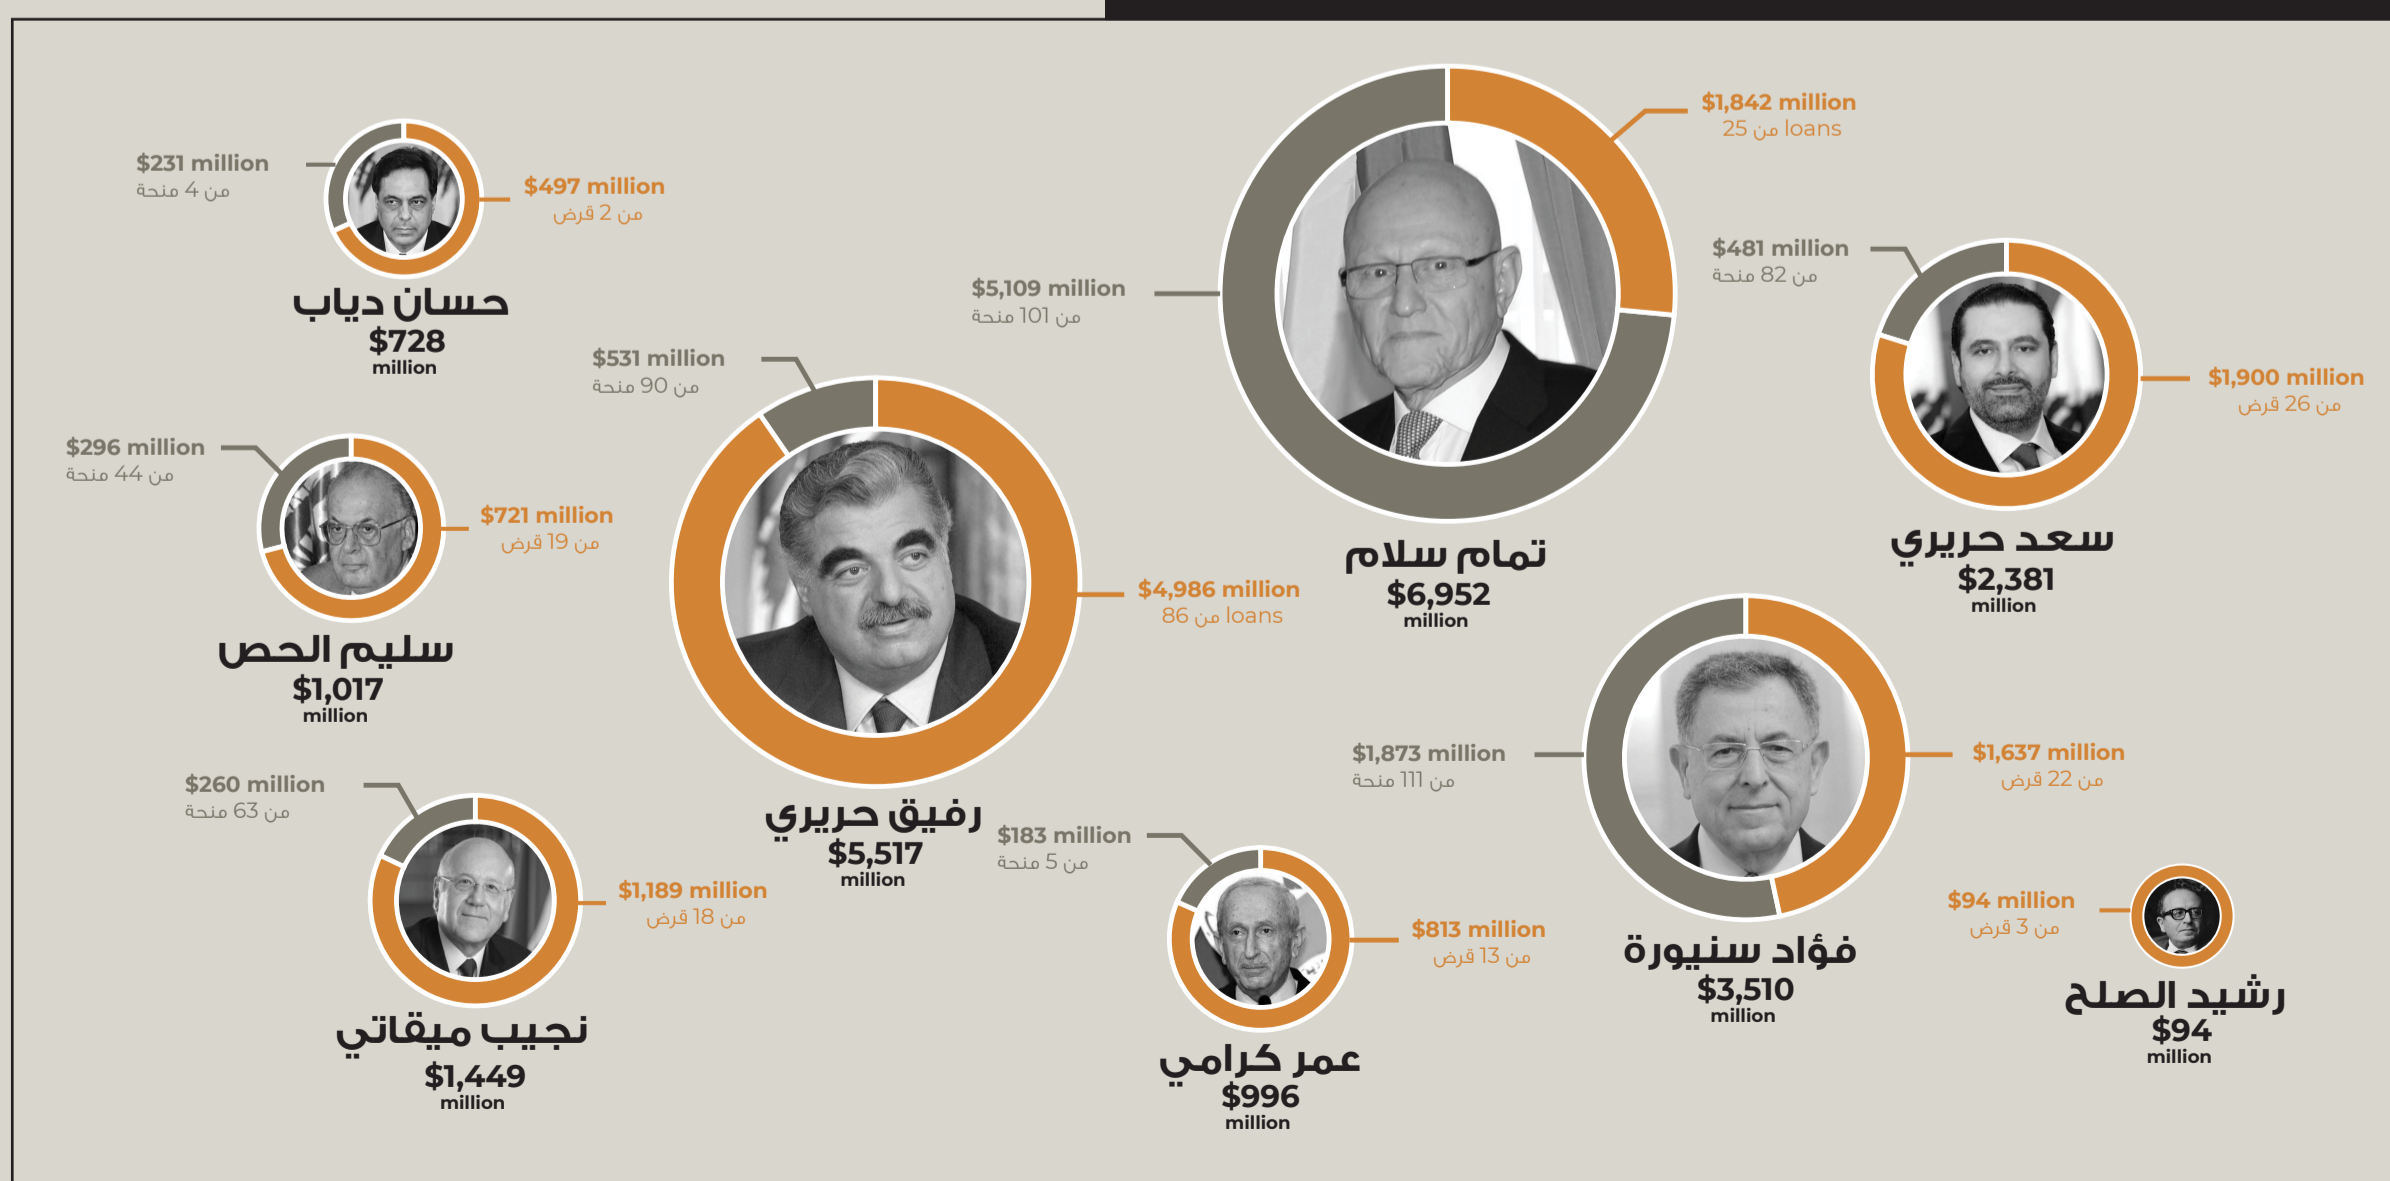 $231 million
من 4 منحة
$497 million
من 2 قرض
حسان دياب
$728
million
$1,842 million
من 25 loans
$5,109 million
من 101 منحة
تمام سلام
$6,952
million
$481 million
من 82 منحة
$1,900 million
من 26 قرض
سعد حريري
$2,381
million
$531 million
من 90 منحة
$4,986 million
من 86 loans
رفيق حريري
$5,517
million
$296 million
من 44 منحة
$721 million
من 19 قرض
سليم الحص
$1,017
million
$1,873 million
من 111 منحة
$1,637 million
من 22 قرض
فؤاد سنيورة
$3,510
million
$260 million
من 63 منحة
$1,189 million
من 18 قرض
نجيب ميقاتي
$1,449
million
$183 million
من 5 منحة
$813 million
من 13 قرض
عمر كرامي
$996
million
$94 million
من 3 قرض
رشيد الصلح
$94
million